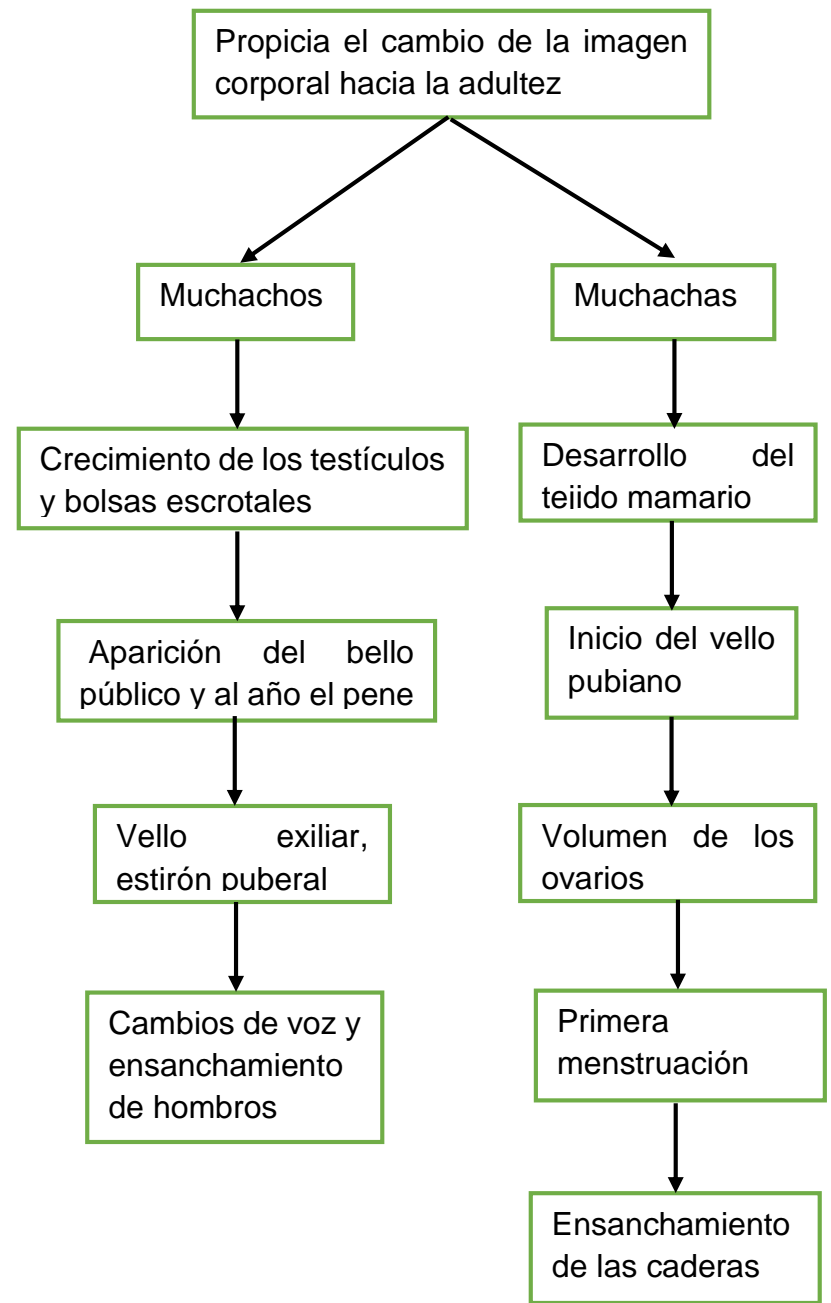 Propicia el cambio de la imagen
corporal hacia la adultez
Muchachos
Muchachas
Crecimiento de los testículos
y bolsas escrotales
Desarrollo del
tejido mamario
Aparición del bello
público y al año el pene
Inicio del vello
pubiano
Vello exiliar,
estirón puberal
Volumen de los
ovarios
Cambios de voz y
ensanchamiento
de hombros
Primera
menstruación
Ensanchamiento
de las caderas